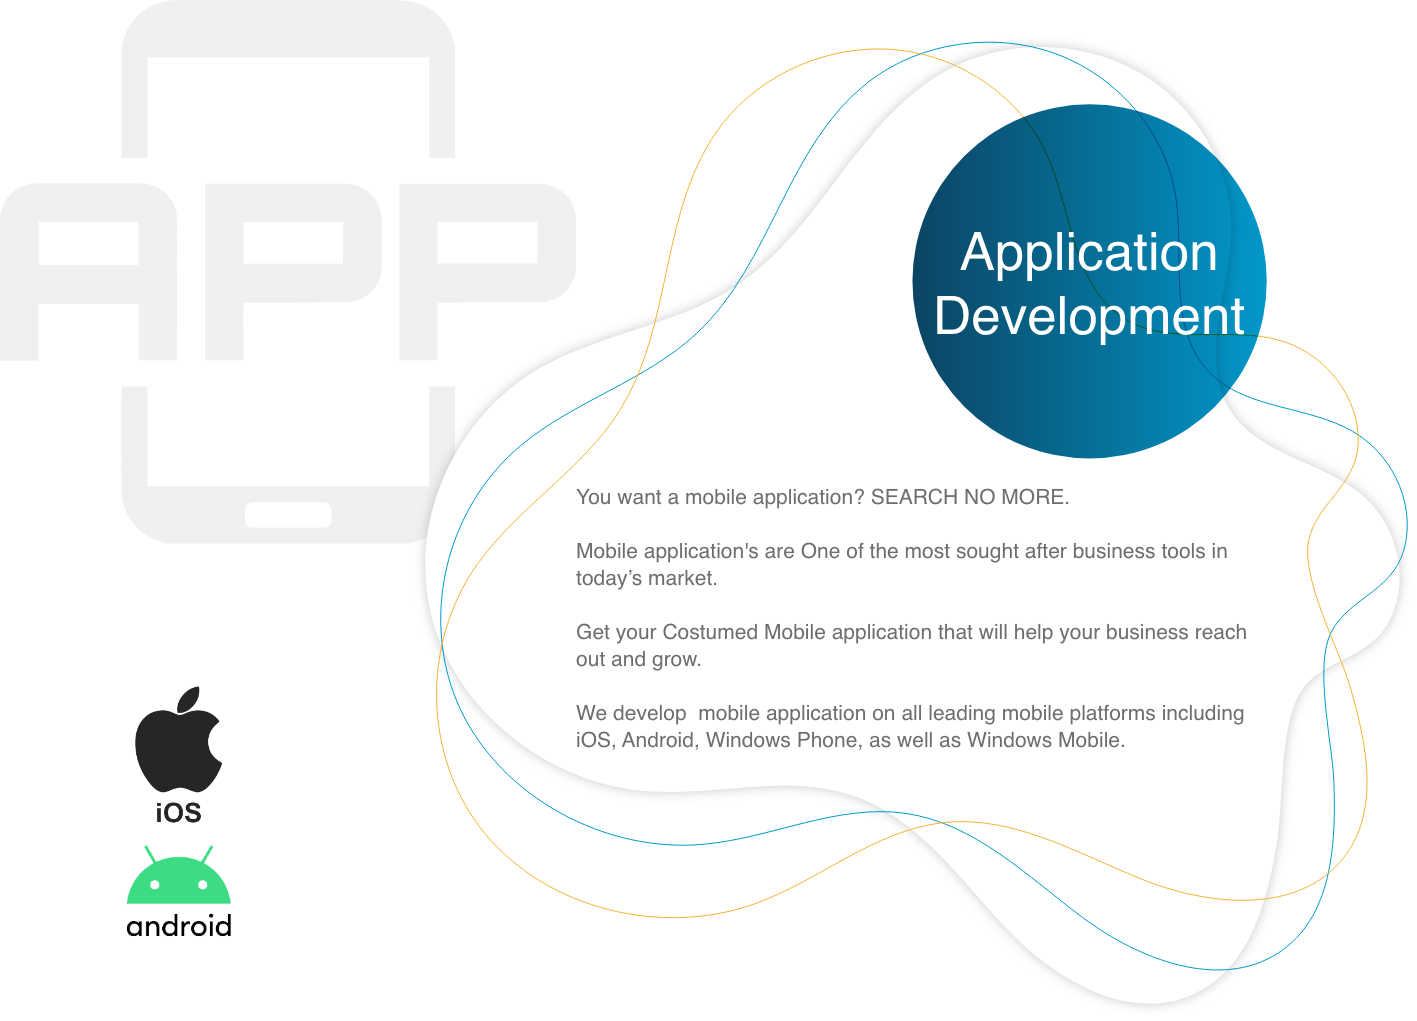 APP
Application
Development
You want a mobile application? SEARCH NO MORE.
Mobile application's are One of the most sought after business tools in
today’s market.
Get your Costumed Mobile application that will help your business reach
out and grow.
We develop  mobile application on all leading mobile platforms including
iOS, Android, Windows Phone, as well as Windows Mobile.
iOS
android